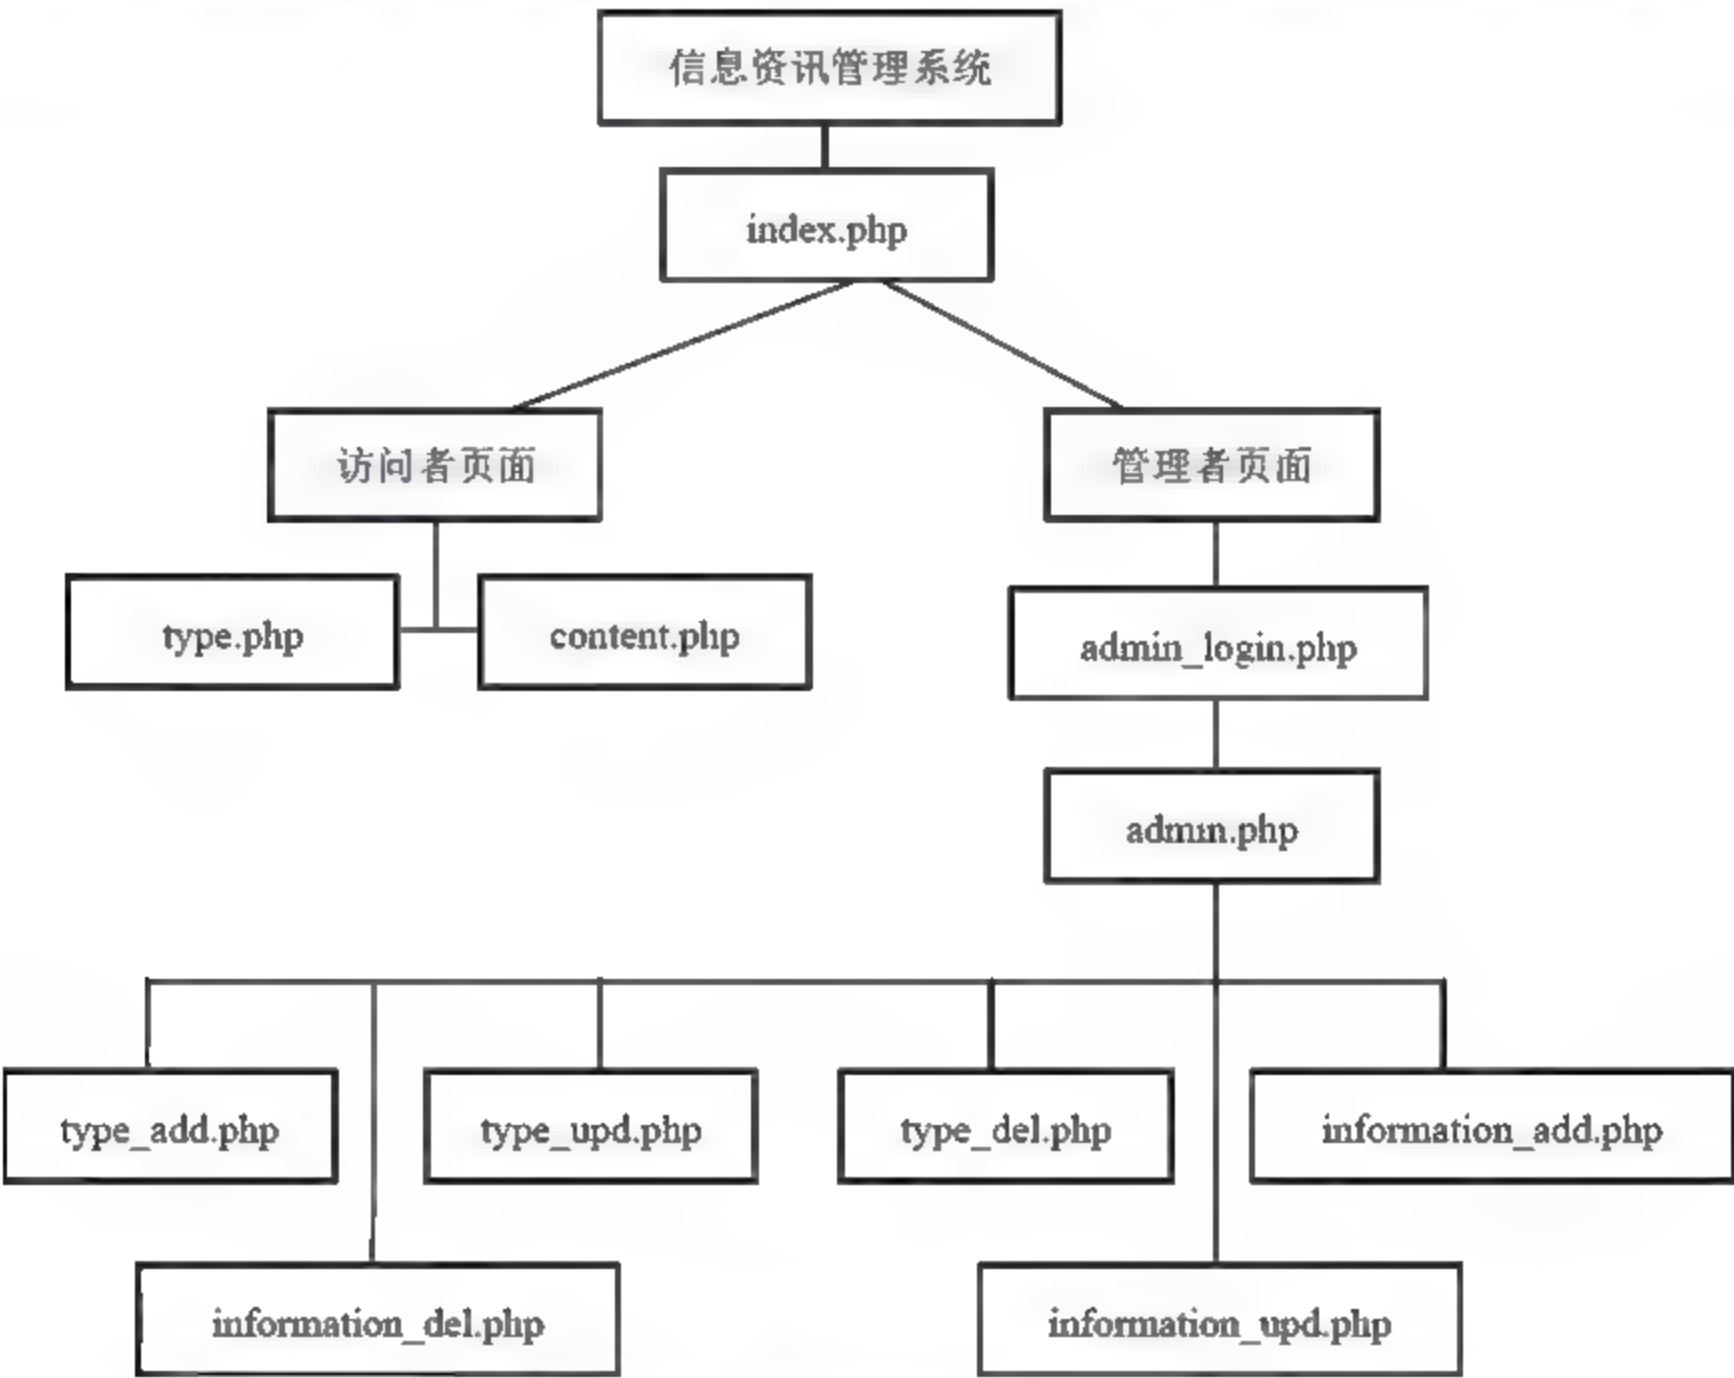 信息资讯管理系统
index.php
访问者页面
管理者页面
type.php
content.php
admin_login.php
admin.php
type_add.php
type_upd.php
type_del.php
information_add.php
information_del.php
information_upd.php